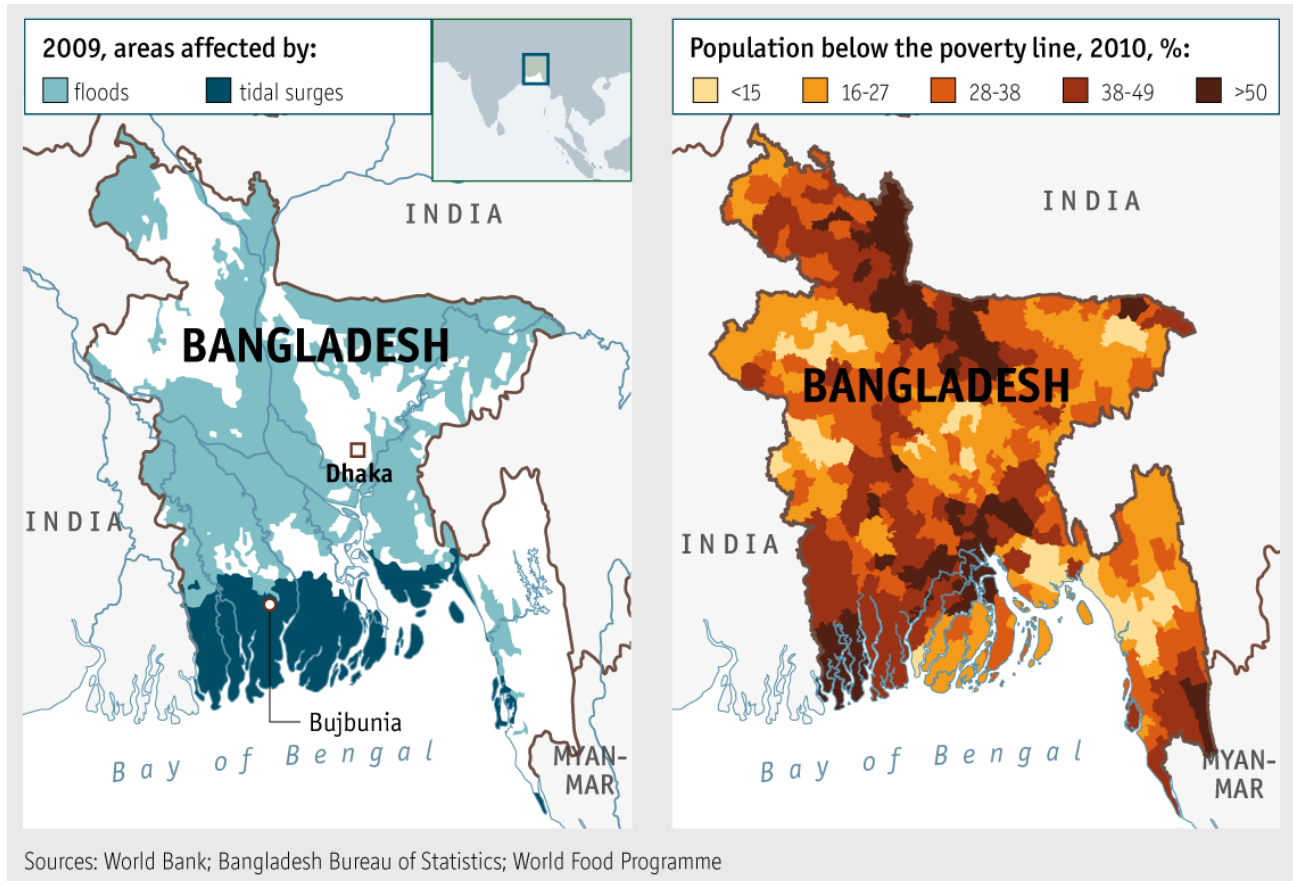 2009, areas affected by:
floods
tidal surges
INDIA
BANGLADESH
Dhaka
INDIA
Bujbunia
Bay of Bengal
MYAN-
MAR
Population below the poverty line, 2010, %:
<15
16-27
28-38
38-49
>50
INDIA
BANGLADESH
INDIA
Bay of Bengal
MYAN-
MAR
Sources: World Bank; Bangladesh Bureau of Statistics; World Food Programme